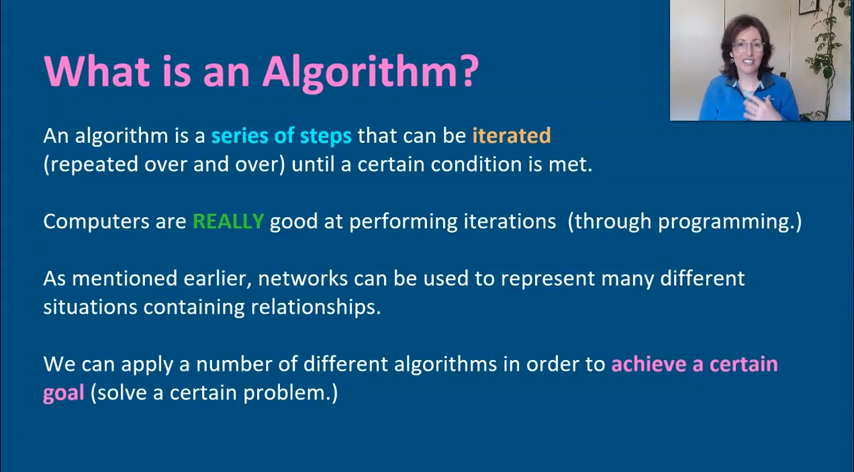 What is an Algorithm?
An algorithm is a series of steps that can be iterated
(repeated over and over) until a certain condition is met.
Computers are REALLY good at performing iterations (through programming.)
As mentioned earlier, networks can be used to represent many different
situations containing relationships.
We can apply a number of different algorithms in order to achieve a certain
goal (solve a certain problem.)